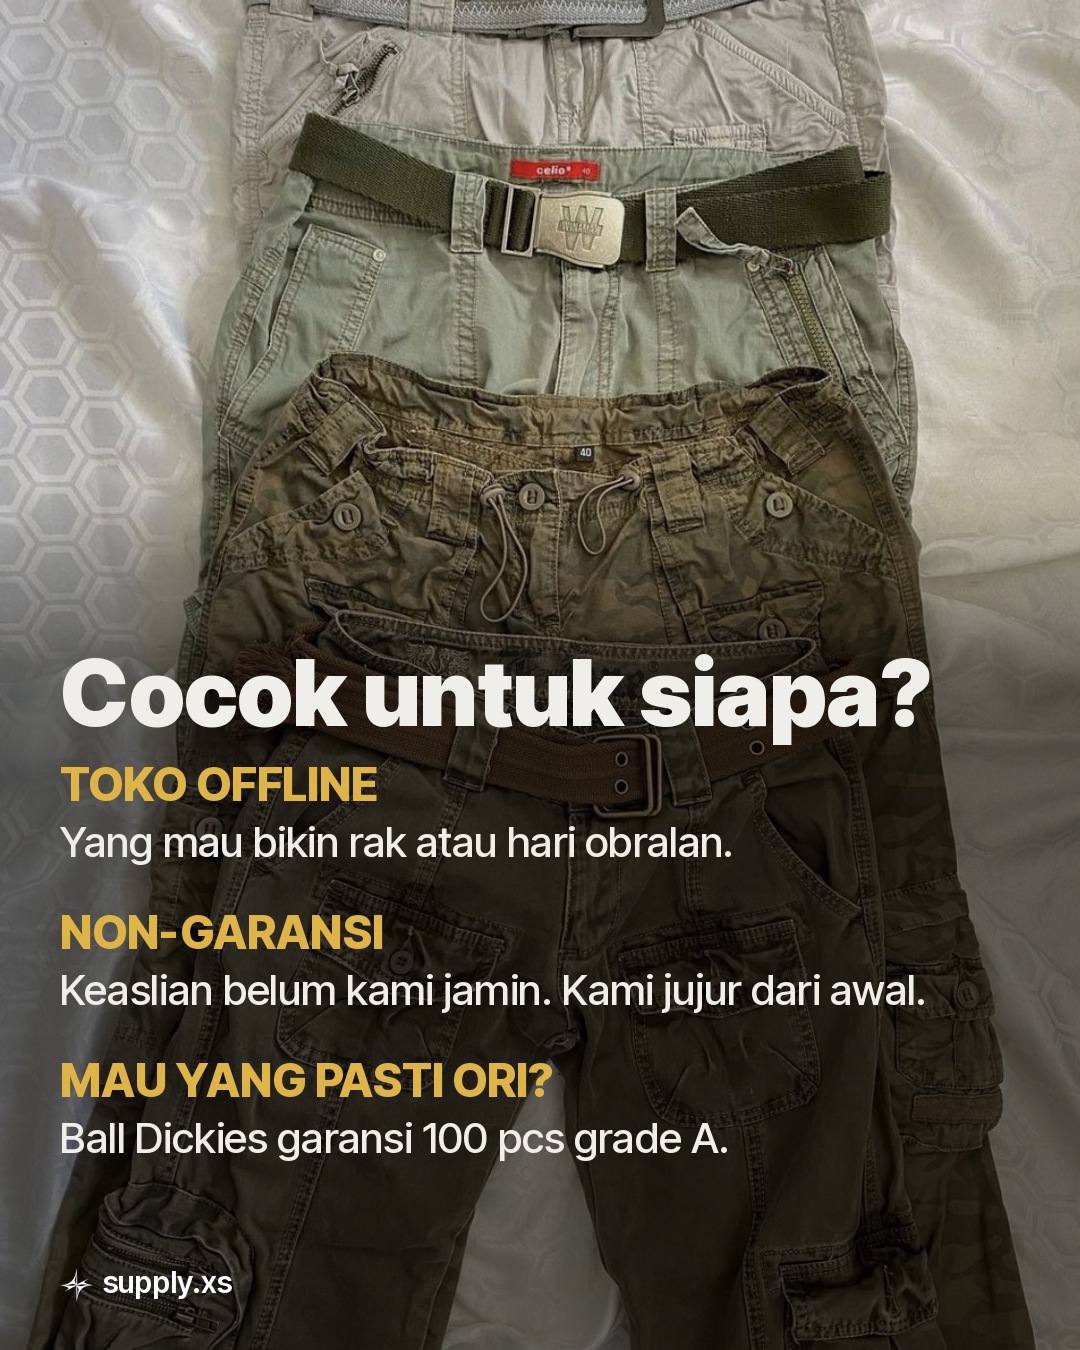 celio* 40
W
WINAMAX
40
Cocok untuk siapa?
TOKO OFFLINE
Yang mau bikin rak atau hari obralan.
NON-GARANSI
Keaslian belum kami jamin. Kami jujur dari awal.
MAU YANG PASTI ORI?
Ball Dickies garansi 100 pcs grade A.
supply.xs